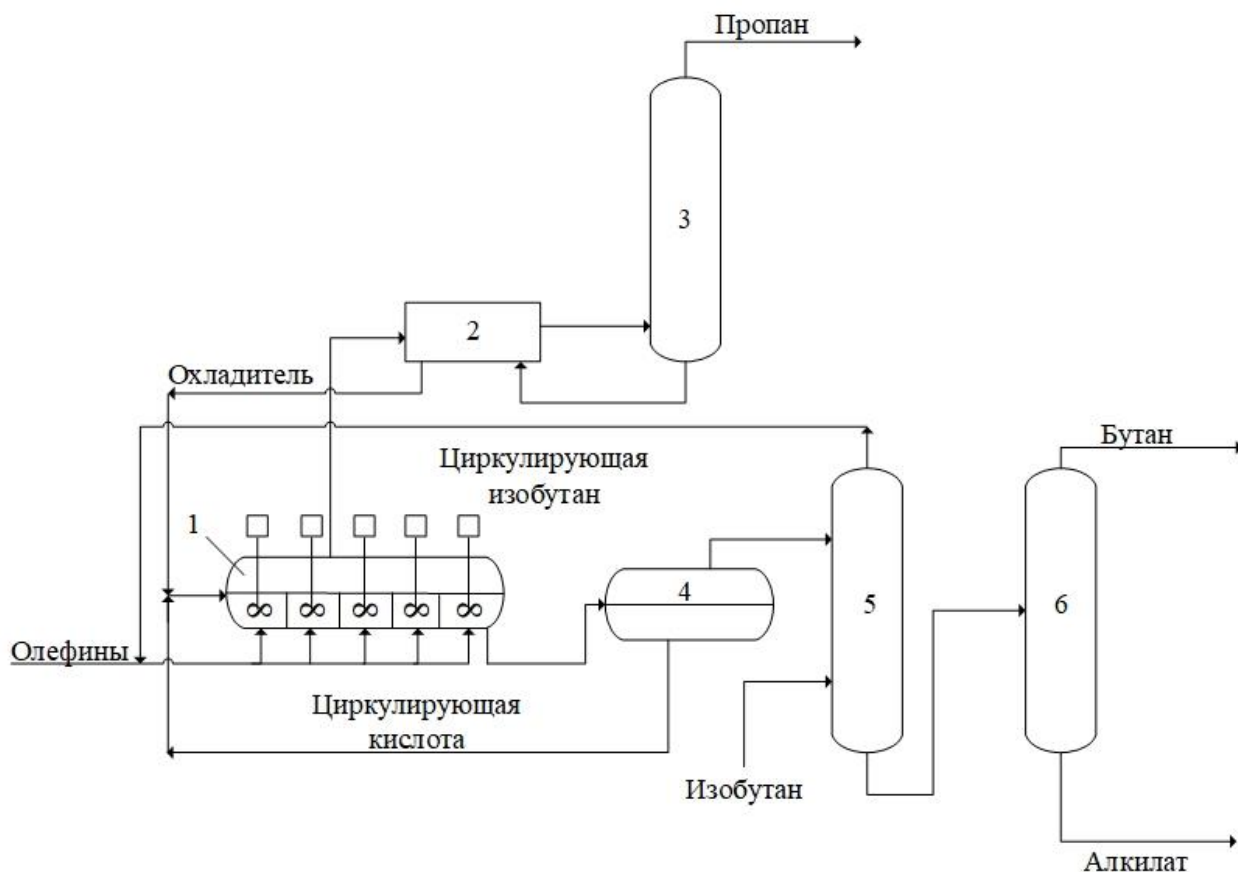 Пропан
3
2
Охладитель
Бутан
Циркулирующая
изобутан
1
4
5
6
Олефины
Циркулирующая
кислота
Изобутан
Алкилат